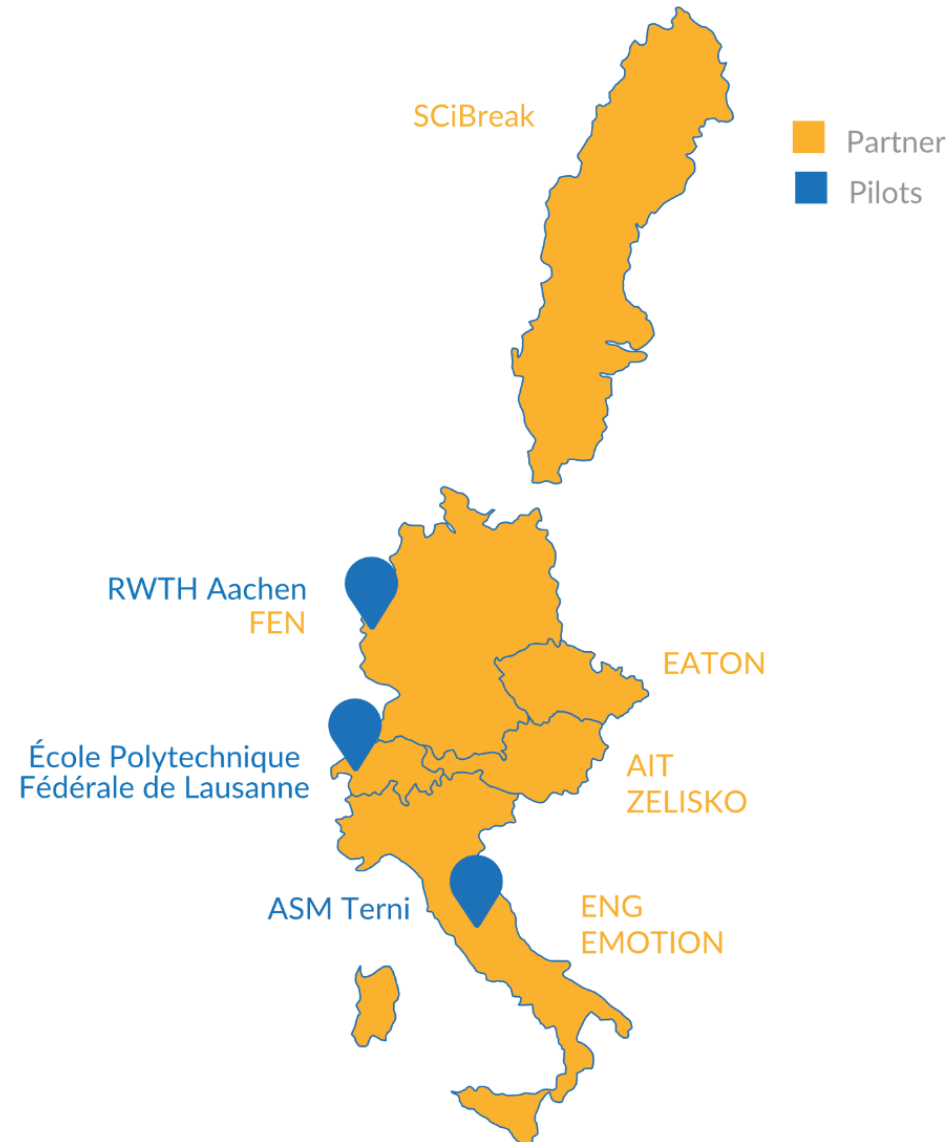 SCiBreak
Partner
Pilots
RWTH Aachen
FEN
EATON
École Polytechnique
Fédérale de Lausanne
AIT
ZELISKO
ASM Terni
ENG
EMOTION